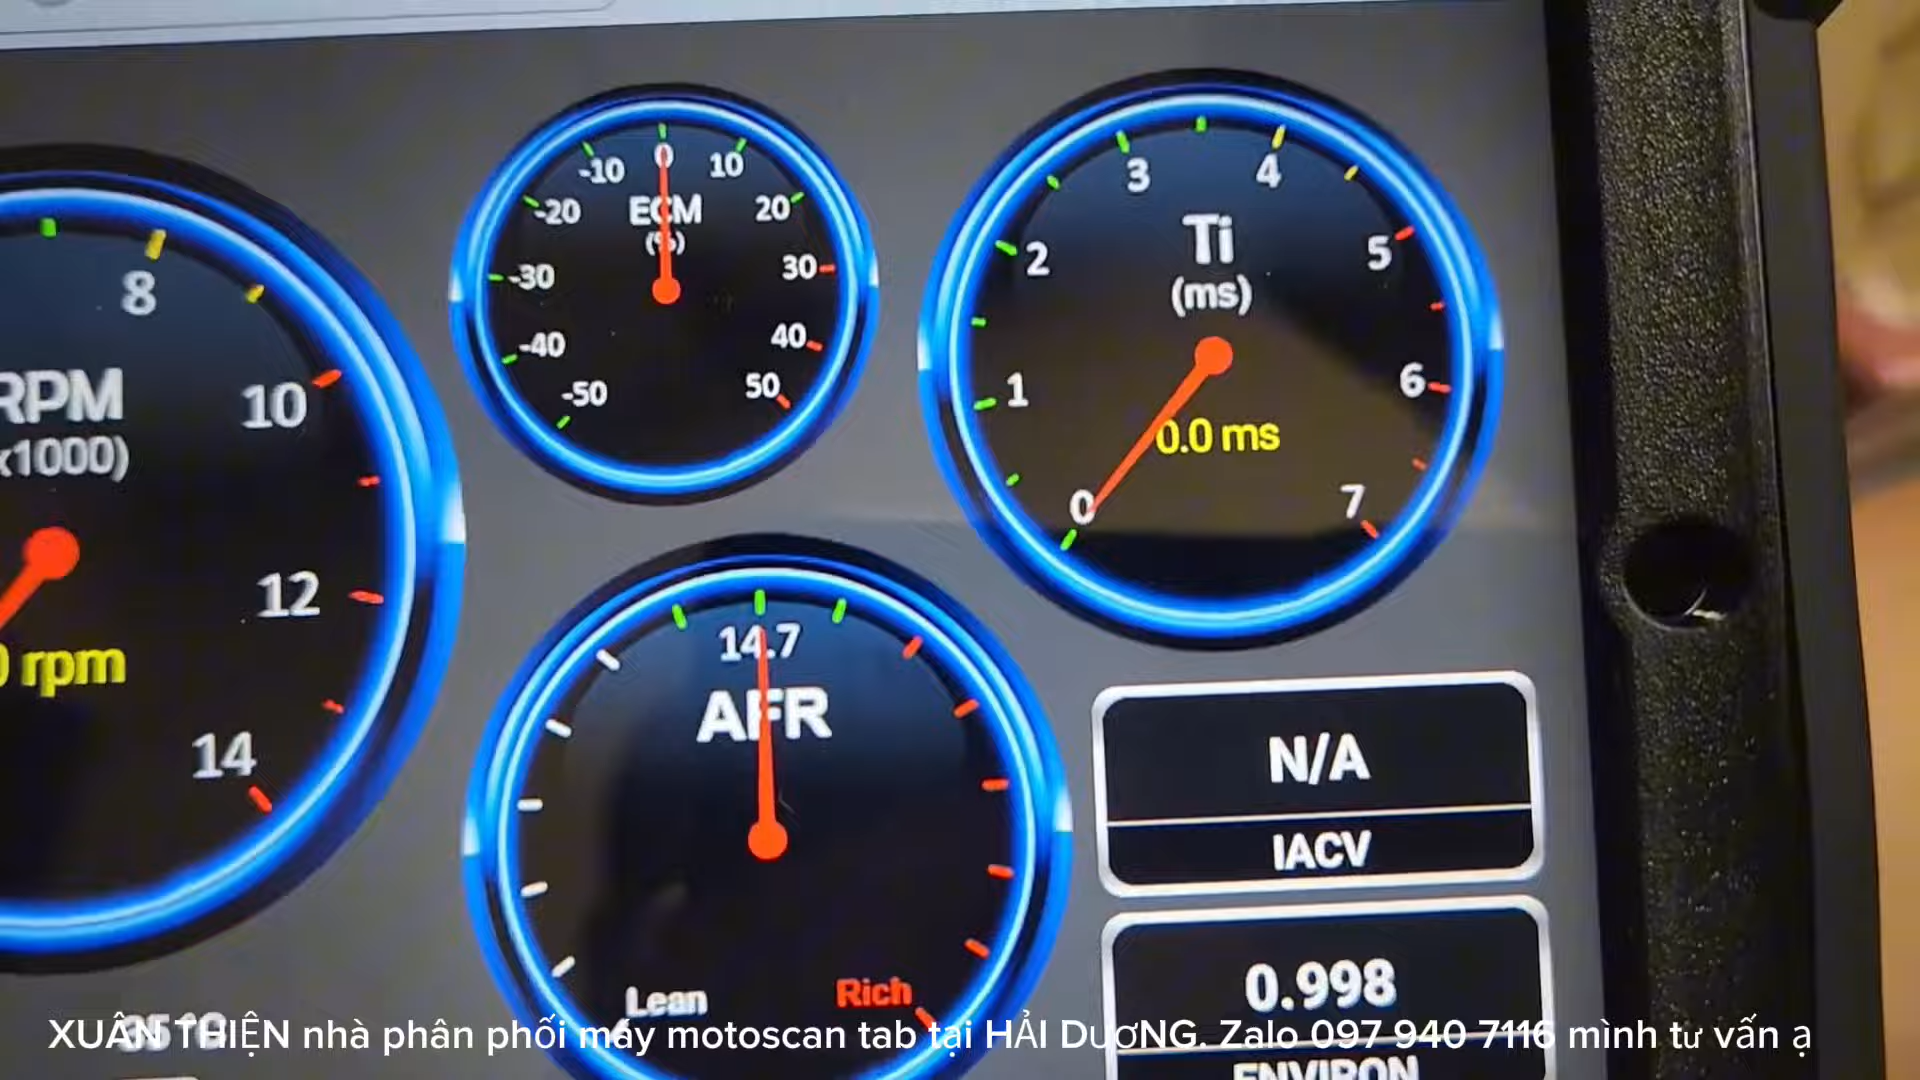 8
10
12
14
RPM
x1000)
0 rpm
-50
-40
-30
-20
-10
0
10
20
30
40
50
ECM
(%)
0
1
2
3
4
5
6
7
Ti
(ms)
0.0 ms
14.7
AFR
Lean
Rich
N/A
IACV
0.998
ENVIRON
XUÂN THIỆN nhà phân phối máy motoscan tab tại HẢI DươNG. Zalo 097 940 7116 mình tư vấn ạ